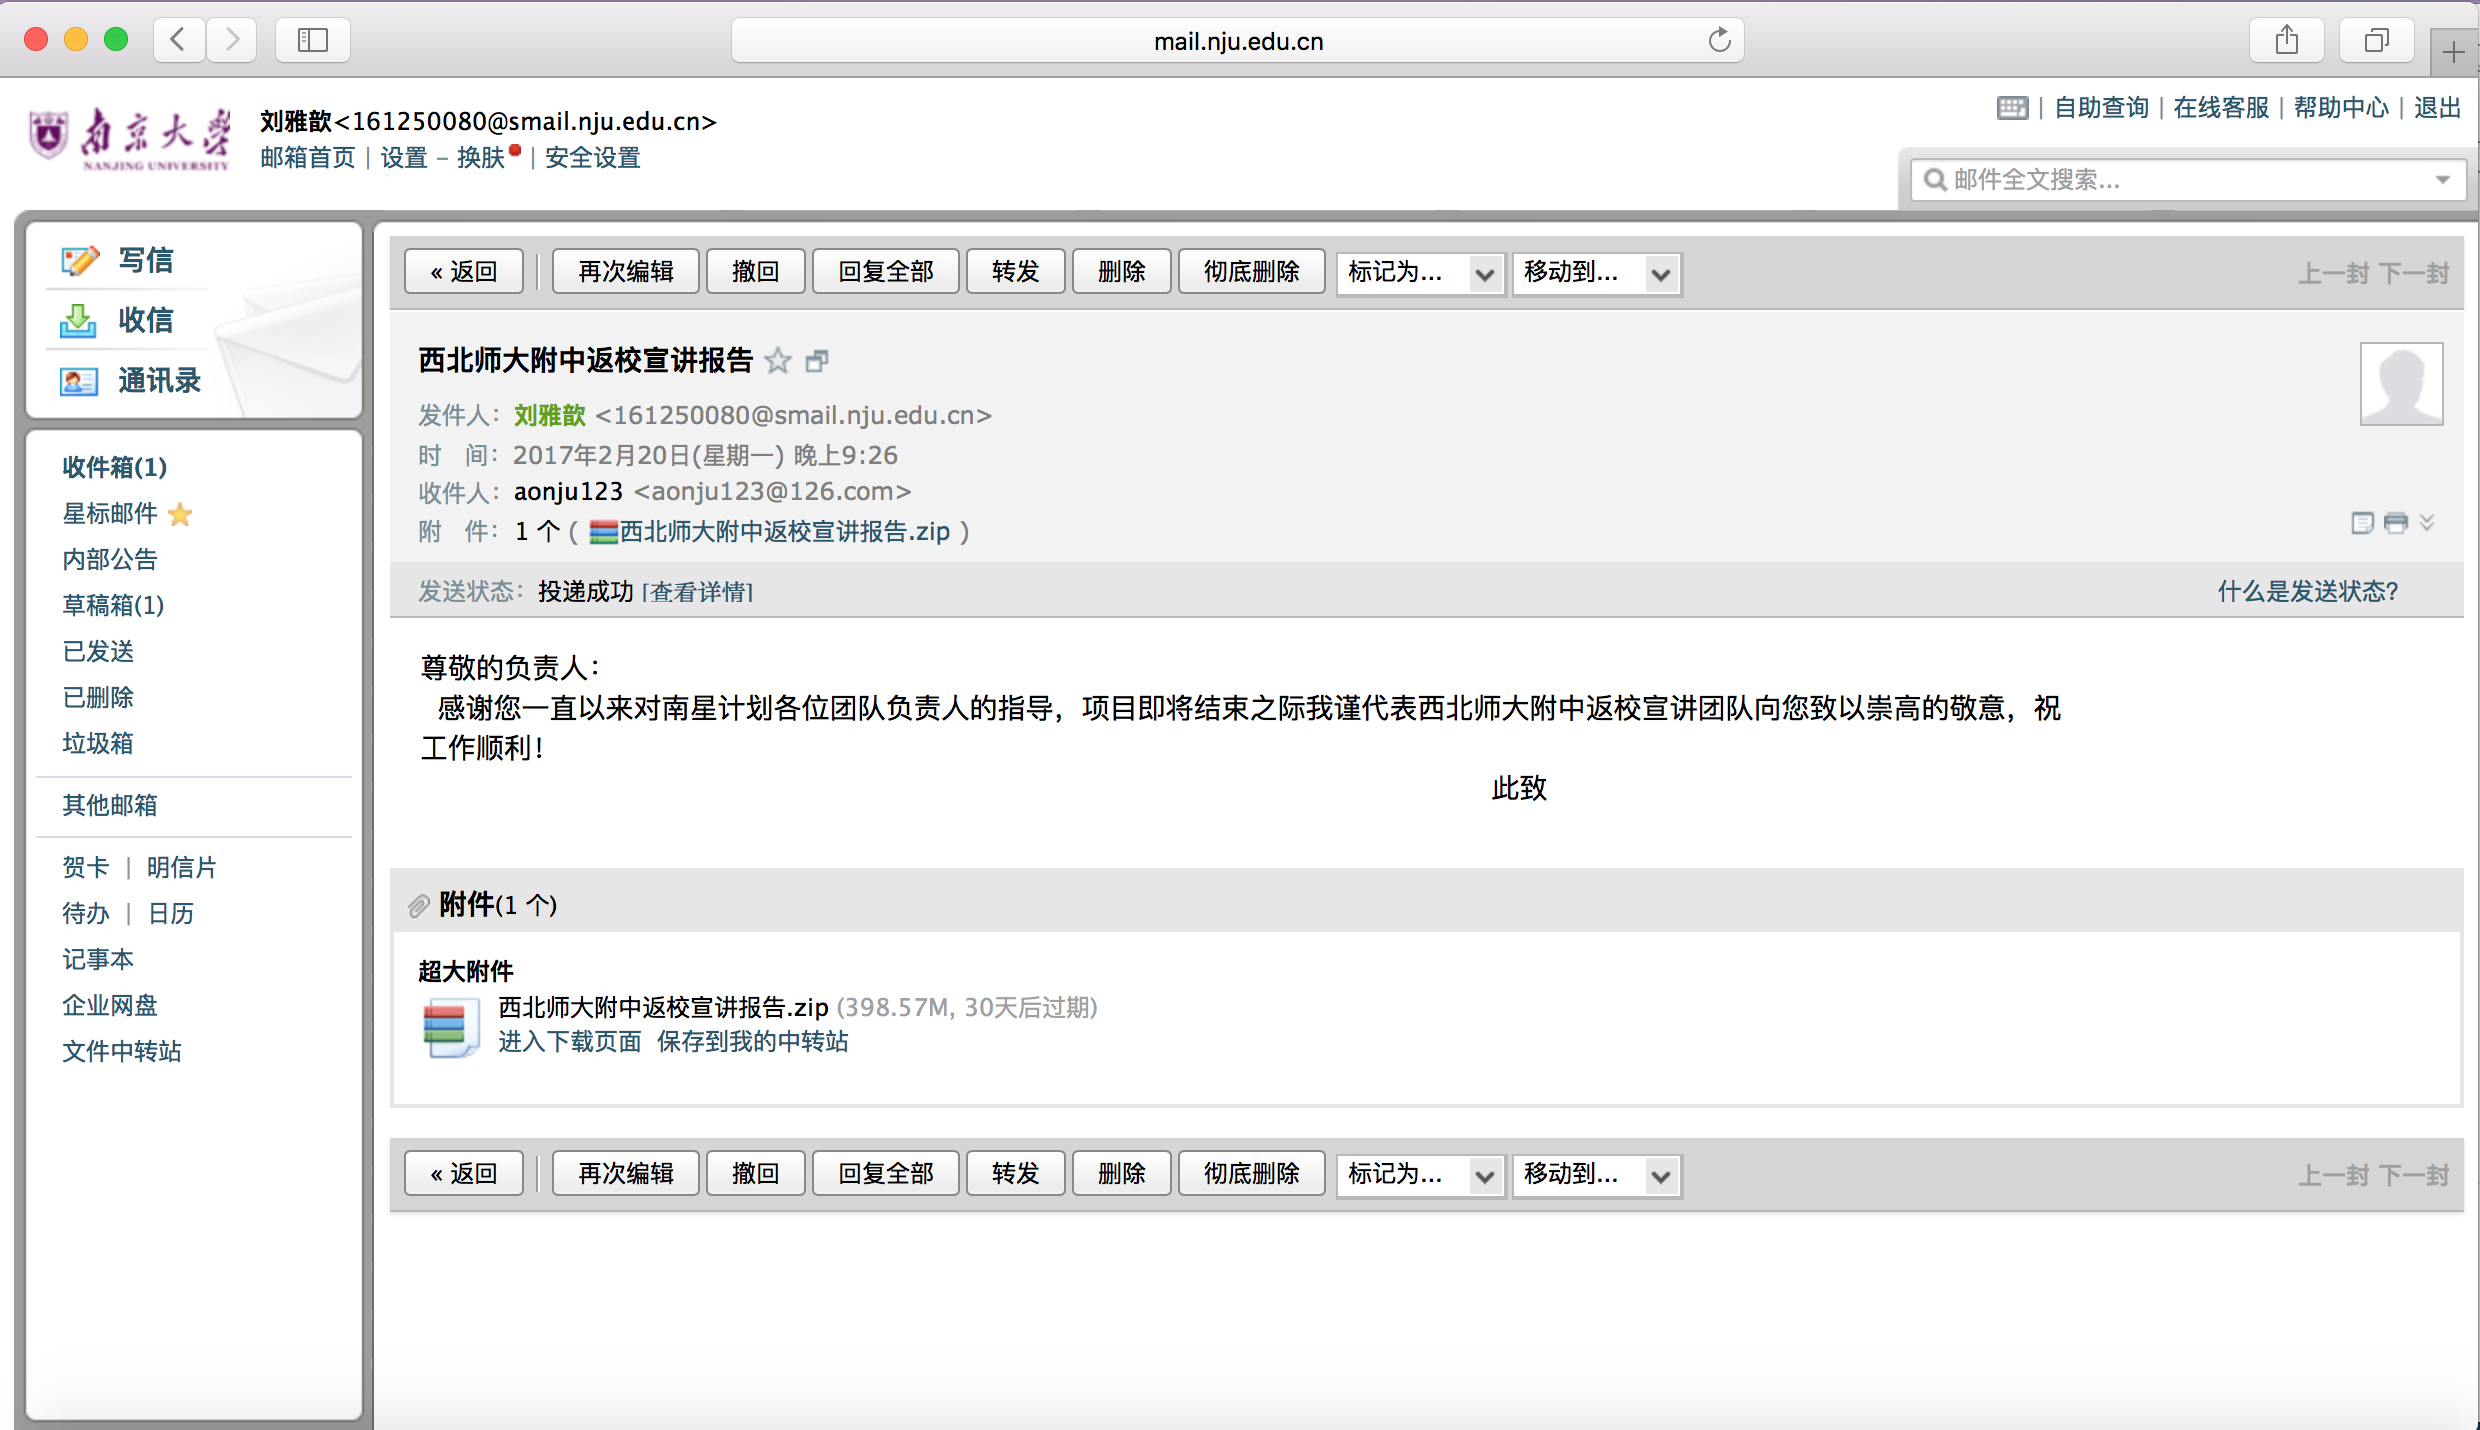 mail.nju.edu.cn
南京大学
NANJING UNIVERSITY
刘雅歆<161250080@smail.nju.edu.cn>
邮箱首页 | 设置 - 换肤 | 安全设置
| 自助查询 | 在线客服 | 帮助中心 | 退出
邮件全文搜索...
写信
收信
通讯录
收件箱(1)
星标邮件
内部公告
草稿箱(1)
已发送
已删除
垃圾箱
其他邮箱
贺卡 | 明信片
待办 | 日历
记事本
企业网盘
文件中转站
« 返回 再次编辑 撤回 回复全部 转发 删除 彻底删除 标记为... 移动到... 上一封 下一封
西北师大附中返校宣讲报告
发件人：刘雅歆 <161250080@smail.nju.edu.cn>
时 间：2017年2月20日(星期一) 晚上9:26
收件人：aonju123 <aonju123@126.com>
附 件：1 个 ( 西北师大附中返校宣讲报告.zip )
发送状态：投递成功 [查看详情] 什么是发送状态?
尊敬的负责人：
感谢您一直以来对南星计划各位团队负责人的指导，项目即将结束之际我谨代表西北师大附中返校宣讲团队向您致以崇高的敬意，祝
工作顺利！
此致
附件(1 个)
超大附件
西北师大附中返校宣讲报告.zip (398.57M, 30天后过期)
进入下载页面 保存到我的中转站
« 返回 再次编辑 撤回 回复全部 转发 删除 彻底删除 标记为... 移动到... 上一封 下一封